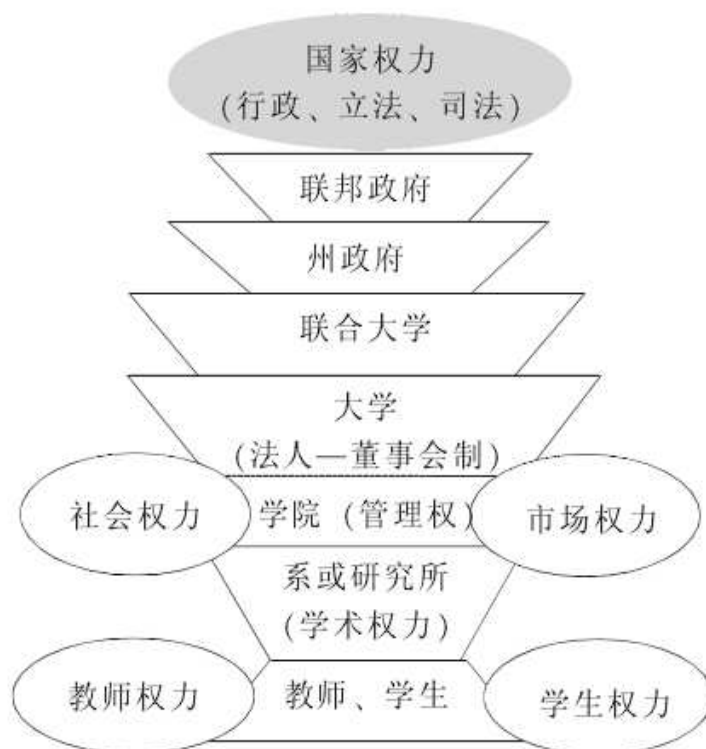 国家权力
(行政、立法、司法)
联邦政府
州政府
联合大学
大学
(法人—董事会制)
社会权力
学院 (管理权)
市场权力
系或研究所
(学术权力)
教师权力
教师、学生
学生权力